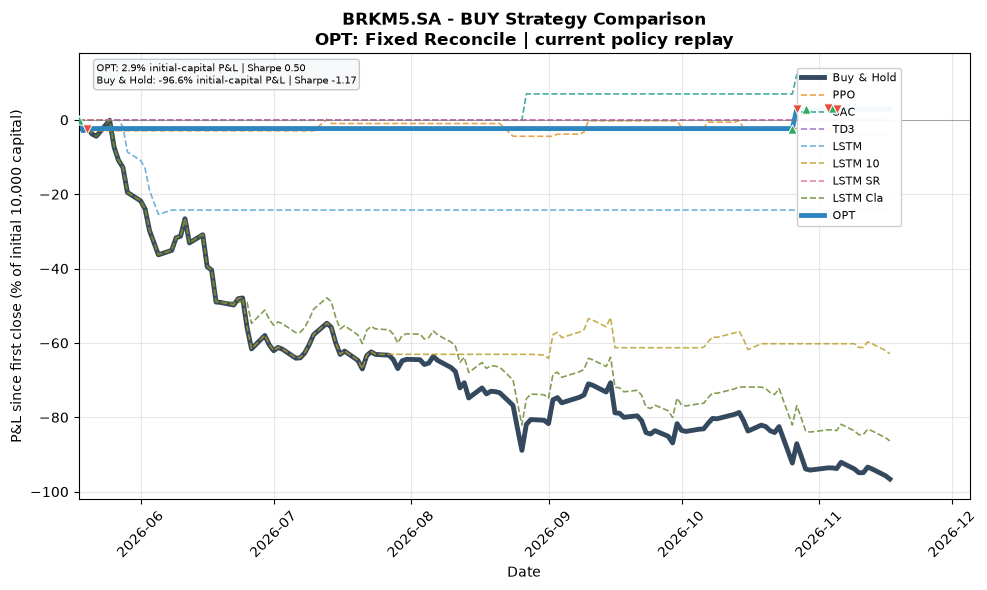 BRKM5.SA - BUY Strategy Comparison
OPT: Fixed Reconcile | current policy replay
OPT: 2.9% initial-capital P&L | Sharpe 0.50
Buy & Hold: -96.6% initial-capital P&L | Sharpe -1.17
Buy & Hold
PPO
SAC
TD3
LSTM
LSTM 10
LSTM SR
LSTM Cla
OPT
P&L since first close (% of initial 10,000 capital)
0
−20
−40
−60
−80
−100
2026-06
2026-07
2026-08
2026-09
2026-10
2026-11
2026-12
Date